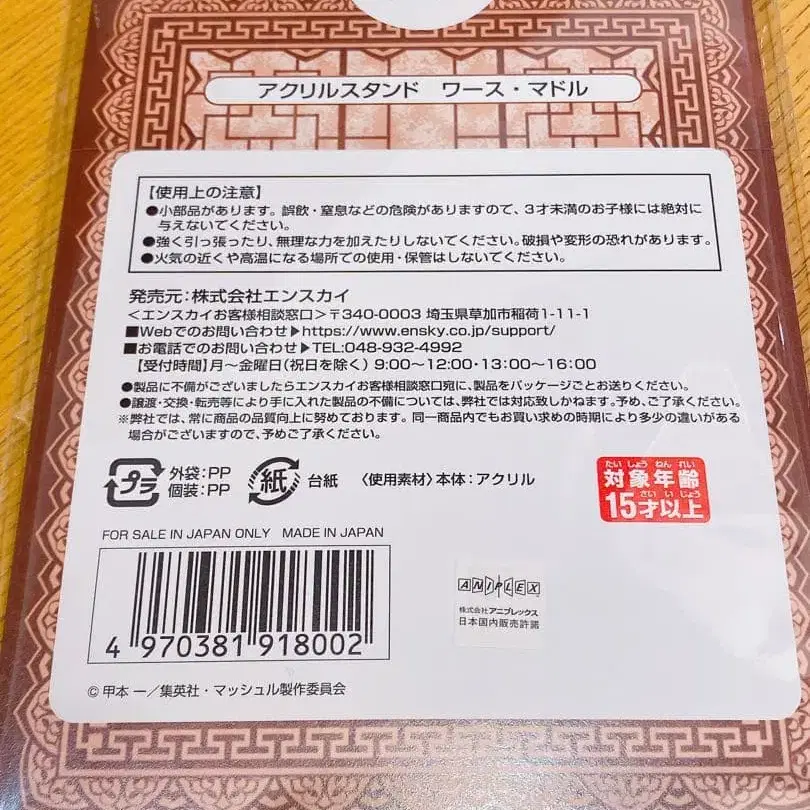 アクリルスタンド ワース・マドル
【使用上の注意】
●小部品があります。誤飲・窒息などの危険がありますので、3才未満のお子様には絶対に
与えないでください。
●強く引っ張ったり、無理な力を加えたりしないでください。破損や変形の恐れがあります。
●火気の近くや高温になる場所での使用・保管はしないでください。
発売元:株式会社エンスカイ
＜エンスカイお客様相談窓口＞〒340-0003 埼玉県草加市稲荷1-11-1
■Webでのお問い合わせ▶https://www.ensky.co.jp/support/
■お電話でのお問い合わせ▶TEL:048-932-4992
【受付時間】月～金曜日(祝日を除く) 9:00～12:00・13:00～16:00
●製品に不備がございましたらエンスカイお客様相談窓口宛に、製品をパッケージごとお送りください。
●譲渡・交換・転売等により手に入れた製品の不備については、弊社では対応致しかねます。予め、ご了承ください。
※弊社では、常に商品の品質向上に努めております。同一商品内でもお買い求めの時期により多少の違いがある
場合がございますので、予めご了承ください。
プラ 外袋:PP
個装:PP
紙 台紙
〈使用素材〉本体:アクリル
たいしょうねんれい
対象年齢
さいいじょう
15才以上
FOR SALE IN JAPAN ONLY MADE IN JAPAN
4 970381 918002
ANIPLEX
株式会社アニプレックス
日本国内販売許諾
© 甲本 一／集英社・マッシュル製作委員会